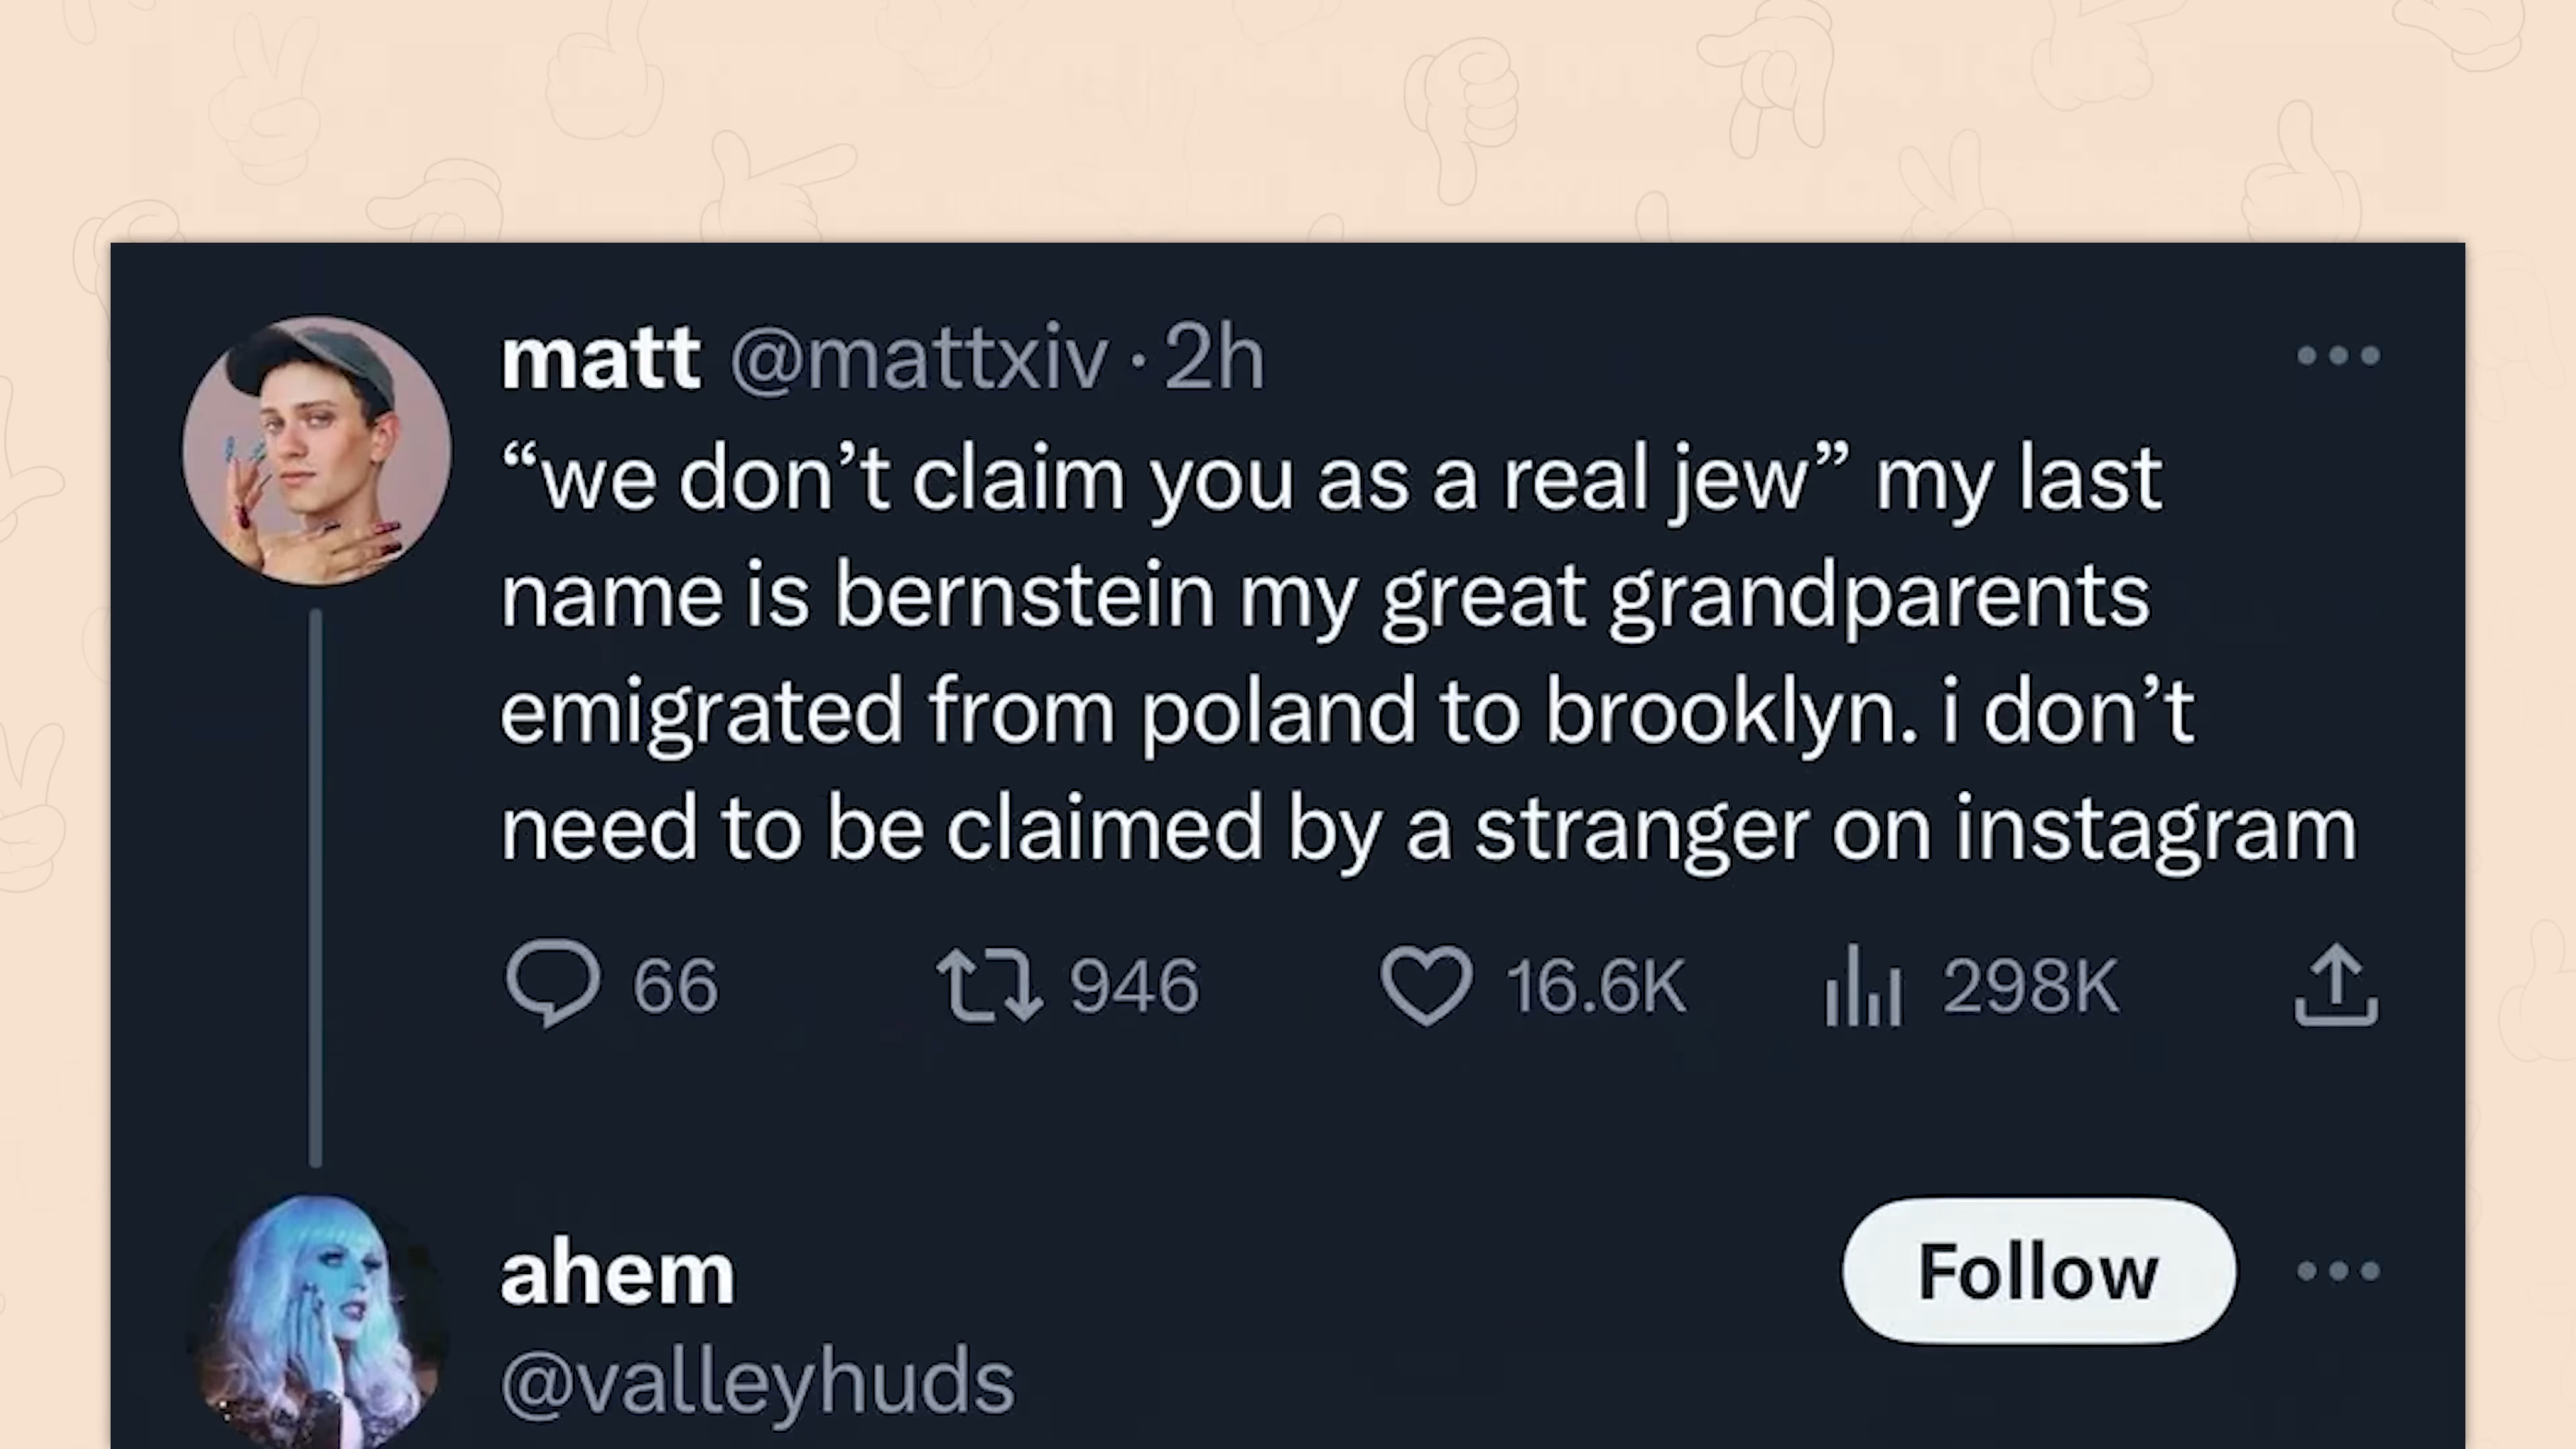 matt @mattxiv · 2h
“we don’t claim you as a real jew” my last
name is bernstein my great grandparents
emigrated from poland to brooklyn. i don’t
need to be claimed by a stranger on instagram
66 946 16.6K 298K
ahem
Follow
@valleyhuds